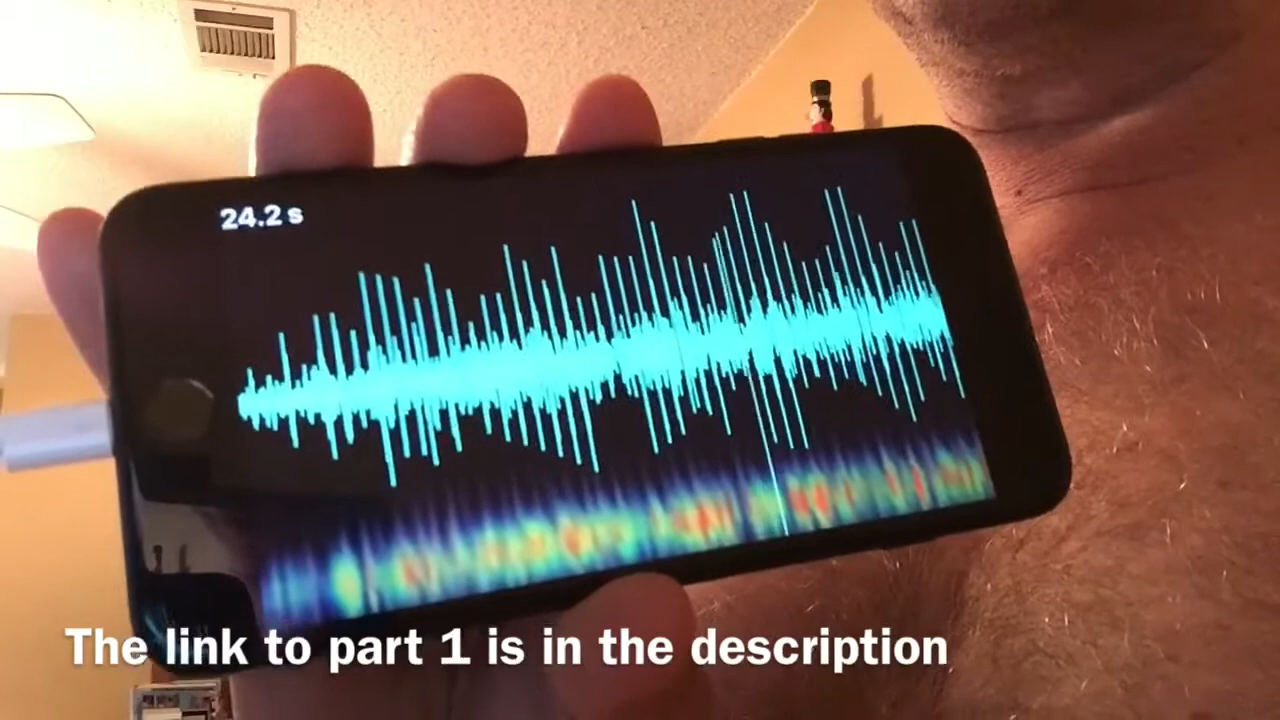 24.2 s
The link to part 1 is in the description